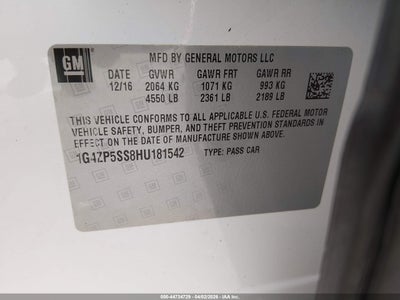 GM
MFD BY GENERAL MOTORS LLC
DATE GVWR GAWR FRT GAWR RR
12/16 2064 KG 1071 KG 993 KG
4550 LB 2361 LB 2189 LB
THIS VEHICLE CONFORMS TO ALL APPLICABLE U.S. FEDERAL MOTOR
VEHICLE SAFETY, BUMPER, AND THEFT PREVENTION STANDARDS
IN EFFECT ON THE DATE OF MANUFACTURE SHOWN ABOVE.
1G4ZP5SS8HU181542 TYPE: PASS CAR
000-44734729 - 04/02/2026 - IAA Inc.